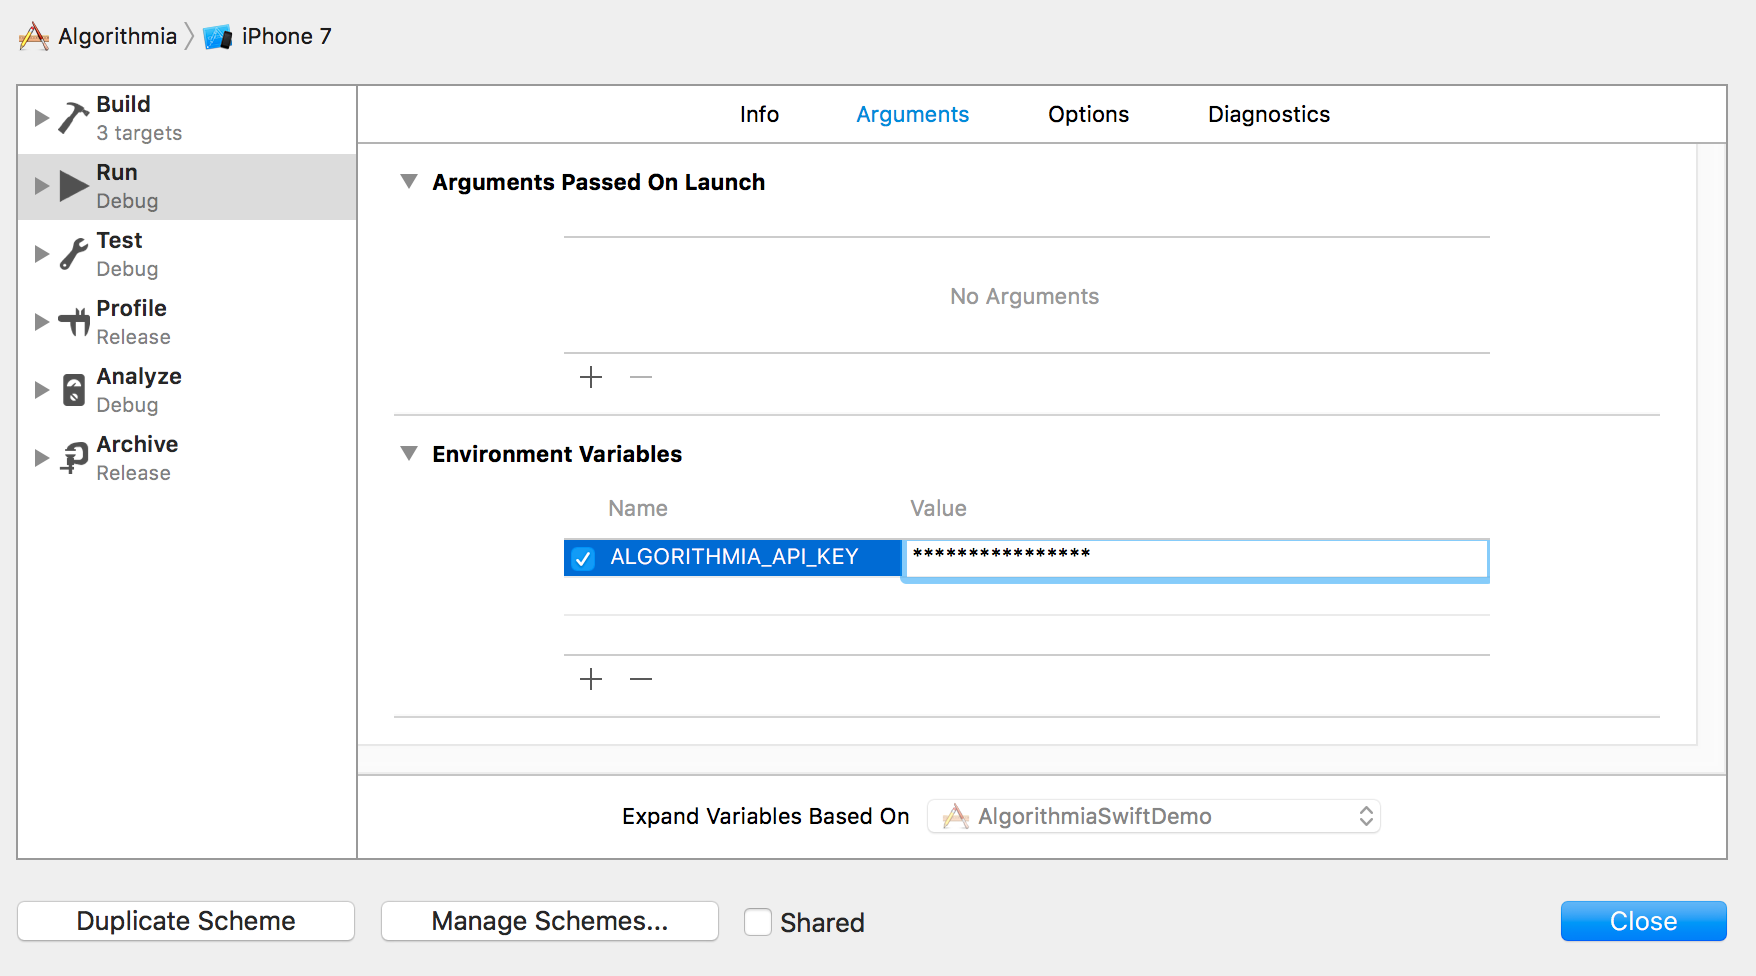 Algorithmia iPhone 7
Build
3 targets
Run
Debug
Test
Debug
Profile
Release
Analyze
Debug
Archive
Release
Info Arguments Options Diagnostics
Arguments Passed On Launch
No Arguments
Environment Variables
Name Value
ALGORITHMIA_API_KEY ****************
Expand Variables Based On AlgorithmiaSwiftDemo
Duplicate Scheme Manage Schemes... Shared Close